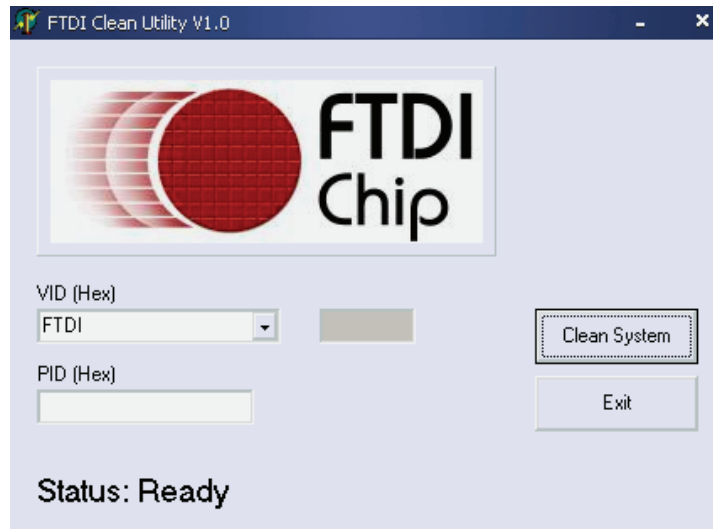 FTDI Clean Utility V1.0
FTDI
Chip
VID (Hex)
FTDI
Clean System
PID (Hex)
Exit
Status: Ready